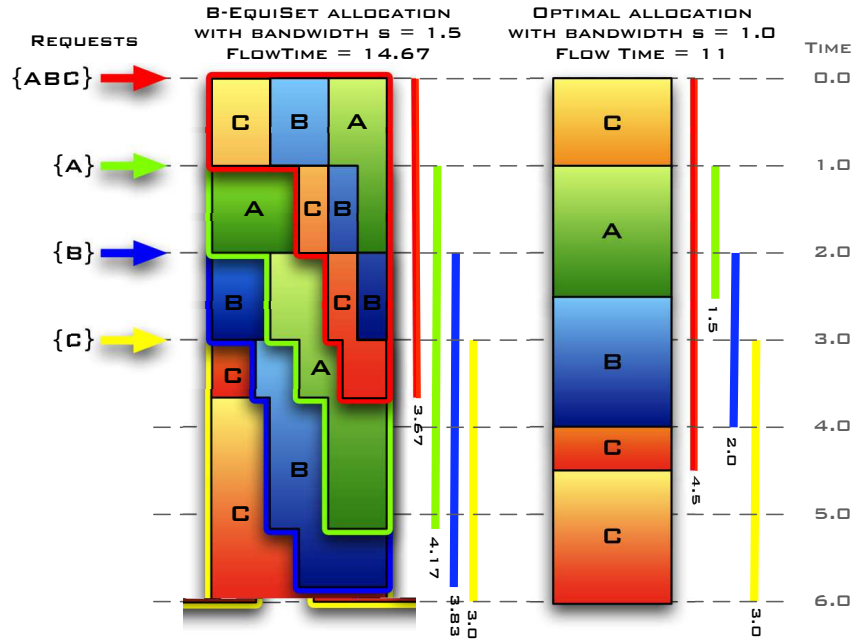 B-EquiSet allocation
with bandwidth s = 1.5
FlowTime = 14.67
Optimal allocation
with bandwidth s = 1.0
Flow Time = 11
Requests
Time
{ABC}
{A}
{B}
{C}
C
B
A
A
C
B
B
C
B
C
A
B
C
3.67
4.17
3.83
3.0
C
A
B
C
C
4.5
1.5
2.0
3.0
0.0
1.0
2.0
3.0
4.0
5.0
6.0